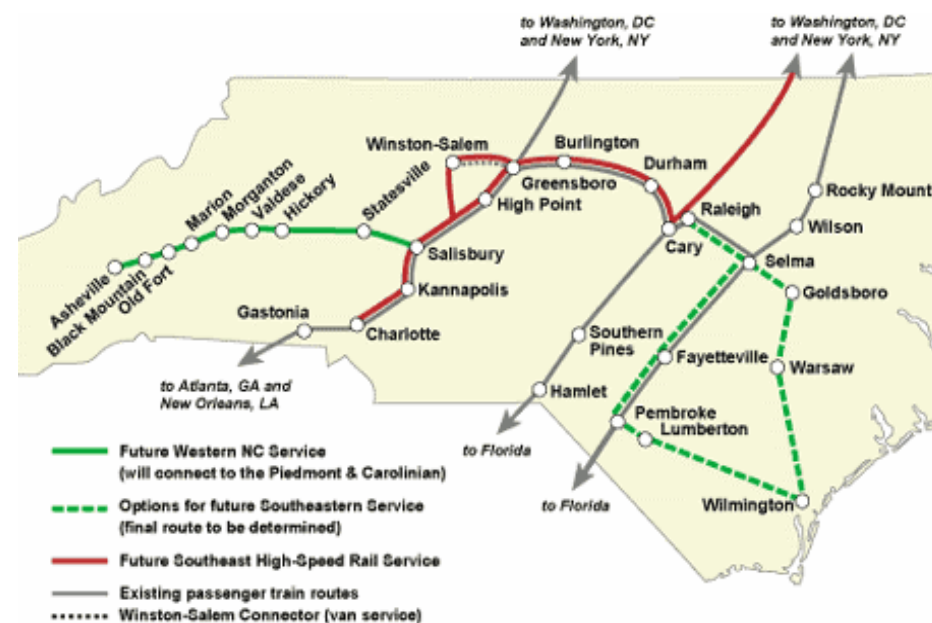 to Washington, DC
and New York, NY
to Washington, DC
and New York, NY
Winston-Salem
Burlington
Durham
Greensboro
High Point
Statesville
Hickory
Valdese
Morganton
Marion
Old Fort
Black Mountain
Asheville
Salisbury
Kannapolis
Charlotte
Gastonia
Raleigh
Cary
Rocky Mount
Wilson
Selma
Goldsboro
Southern
Pines
Fayetteville
Warsaw
Hamlet
Pembroke
Lumberton
Wilmington
to Atlanta, GA and
New Orleans, LA
to Florida
to Florida
Future Western NC Service
(will connect to the Piedmont & Carolinian)
Options for future Southeastern Service
(final route to be determined)
Future Southeast High-Speed Rail Service
Existing passenger train routes
Winston-Salem Connector (van service)